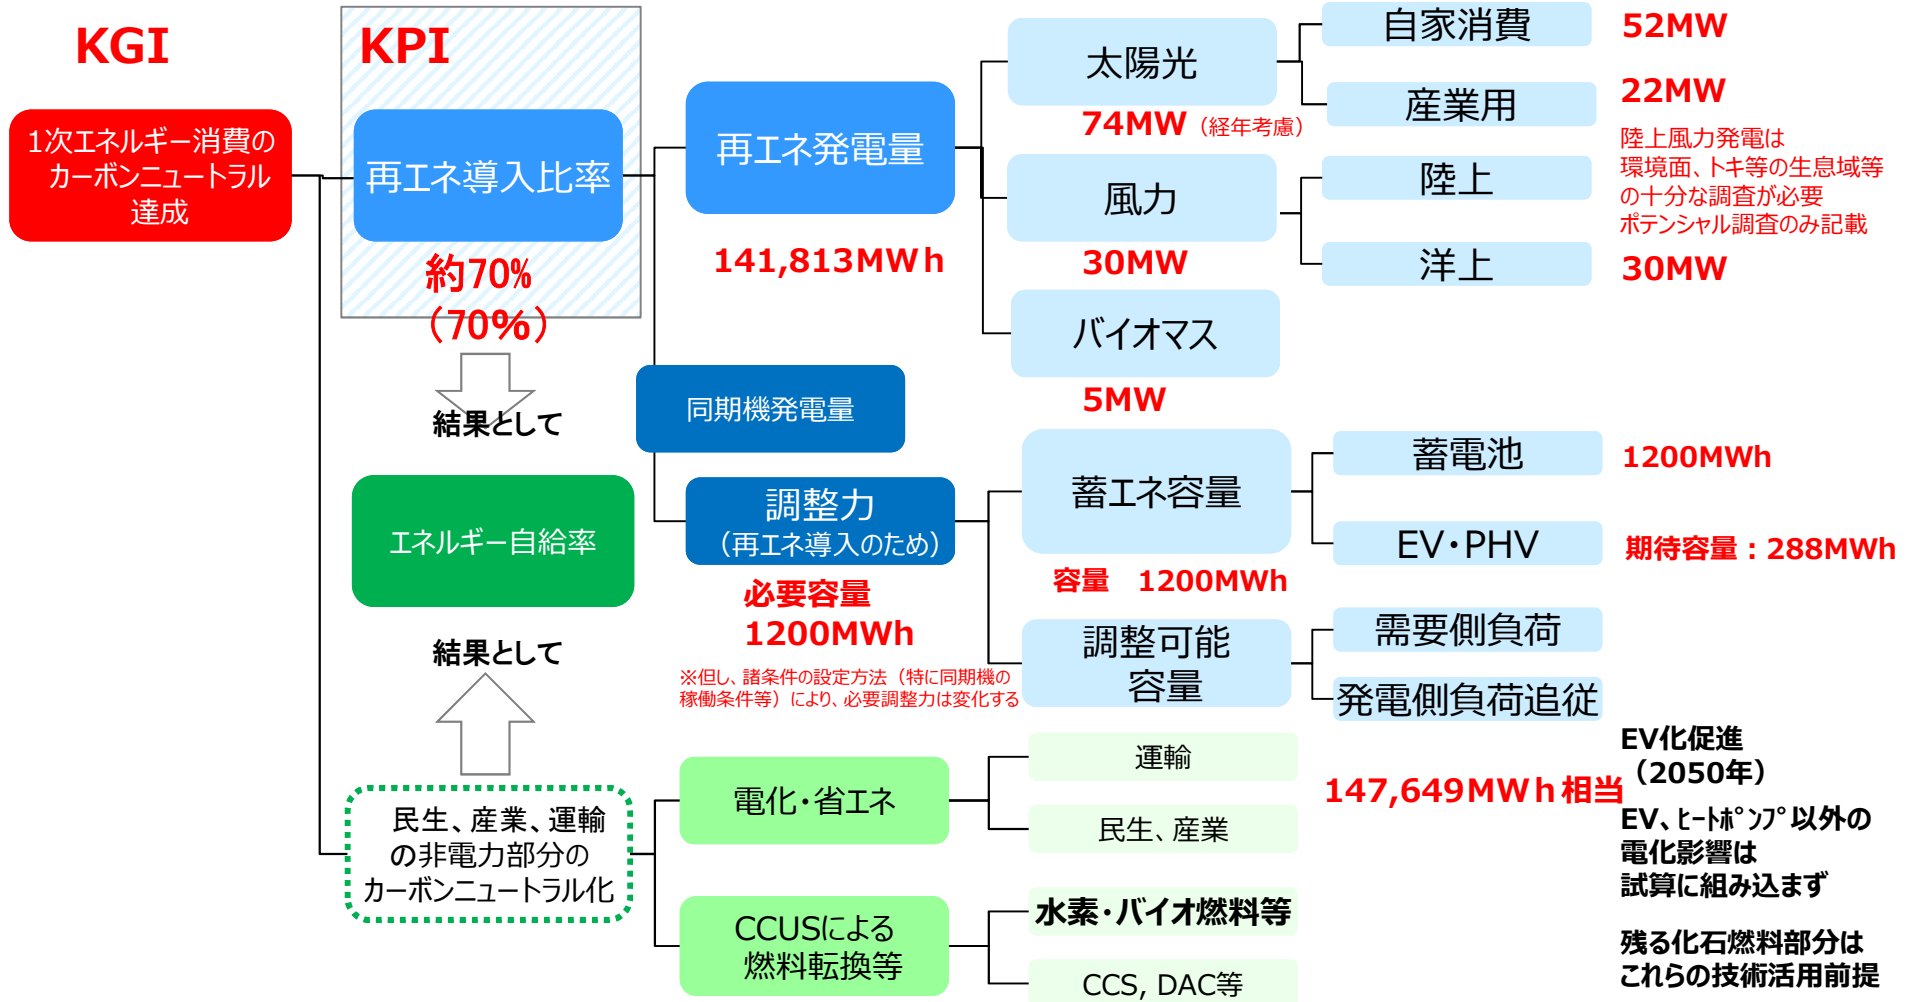 KGI
1次エネルギー消費の
カーボンニュートラル
達成
KPI
再エネ導入比率
約70%
（70%）
結果として
エネルギー自給率
結果として
民生、産業、運輸
の非電力部分の
カーボンニュートラル化
再エネ発電量
141,813MWｈ
同期機発電量
調整力
（再エネ導入のため）
必要容量
1200MWh
※但し、諸条件の設定方法（特に同期機の
稼働条件等）により、必要調整力は変化する
電化・省エネ
CCUSによる
燃料転換等
太陽光
74MW（経年考慮）
風力
30MW
バイオマス
5MW
蓄エネ容量
容量　1200MWh
調整可能
容量
運輸
民生、産業
水素・バイオ燃料等
CCS, DAC等
自家消費
52MW
産業用
22MW
陸上風力発電は
環境面、トキ等の生息域等
の十分な調査が必要
ポテンシャル調査のみ記載
陸上
洋上
30MW
蓄電池
1200MWh
EV・PHV
期待容量：288MWh
需要側負荷
発電側負荷追従
147,649MWｈ相当
EV化促進
（2050年）
EV、ﾋｰﾄﾎﾟﾝﾌﾟ以外の
電化影響は
試算に組み込まず
残る化石燃料部分は
これらの技術活用前提